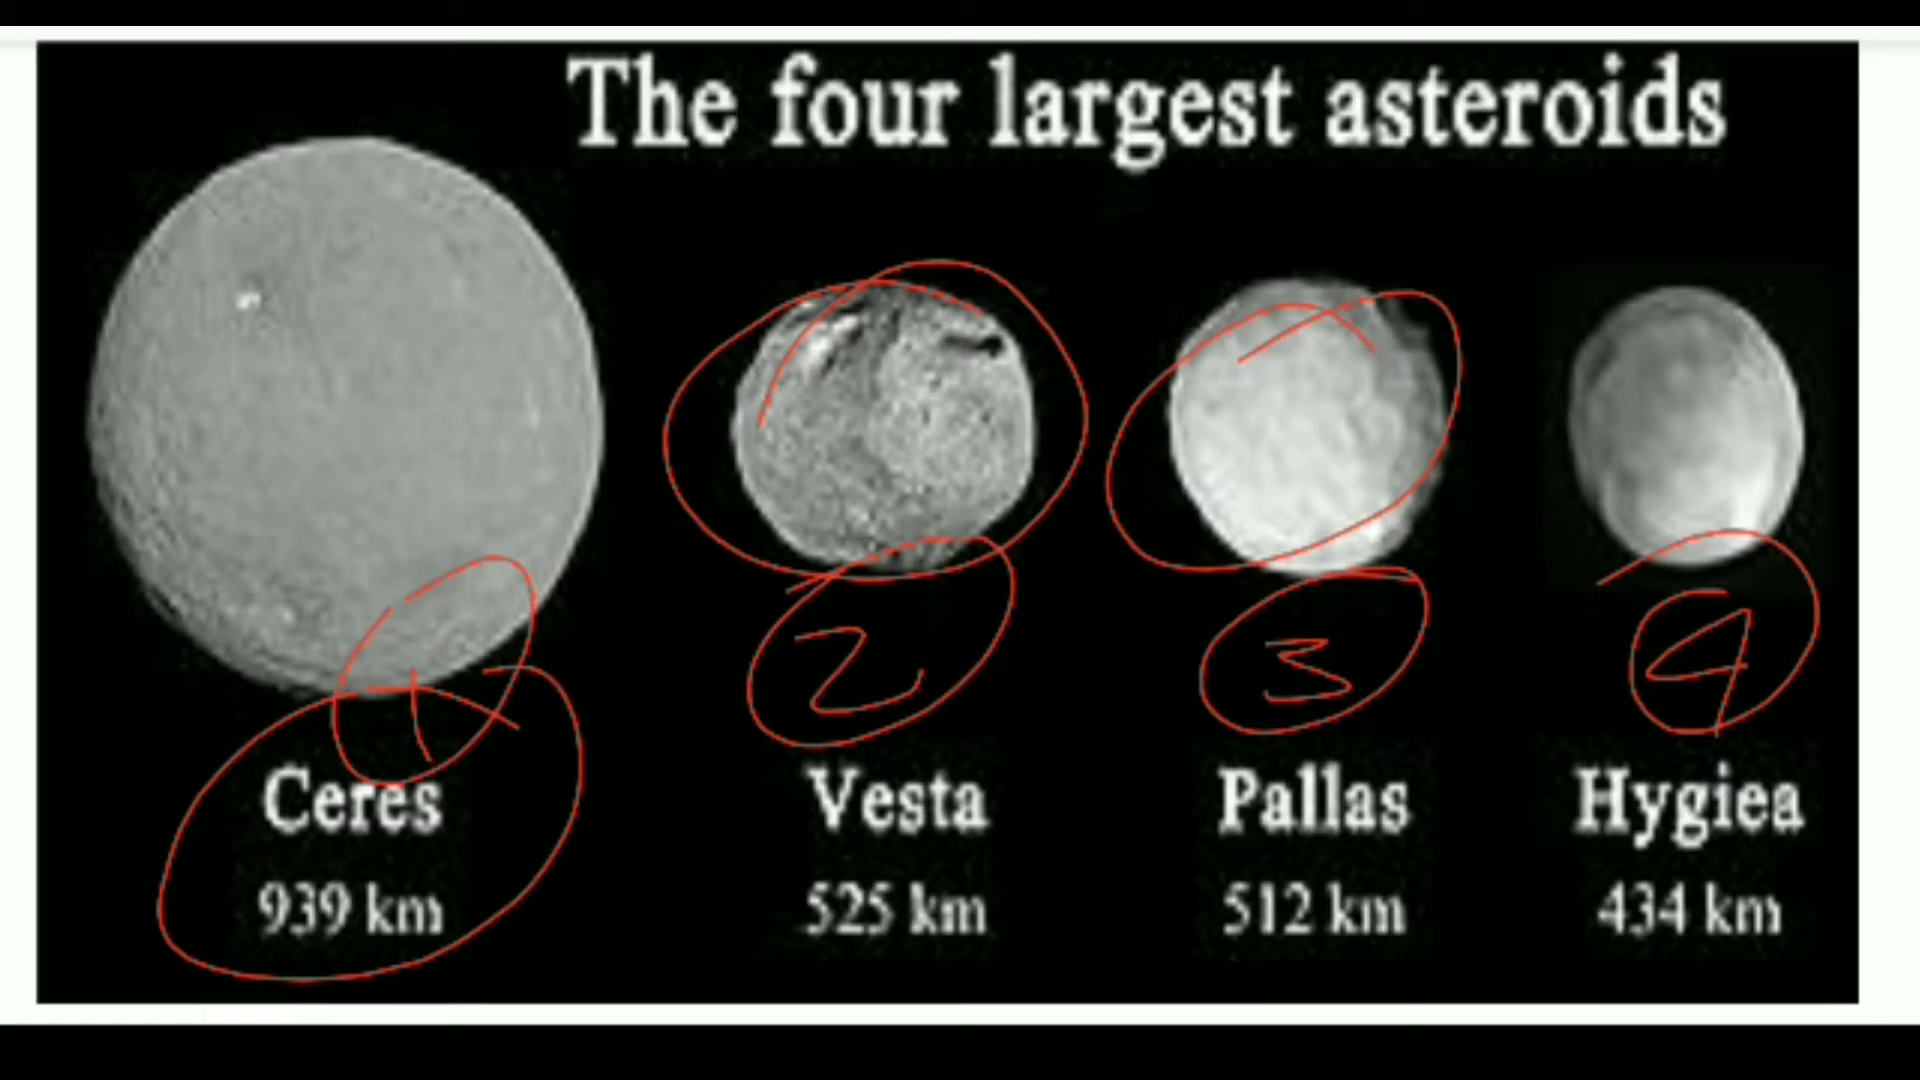 The four largest asteroids
1 2 3 4
Ceres Vesta Pallas Hygiea
939 km 525 km 512 km 434 km